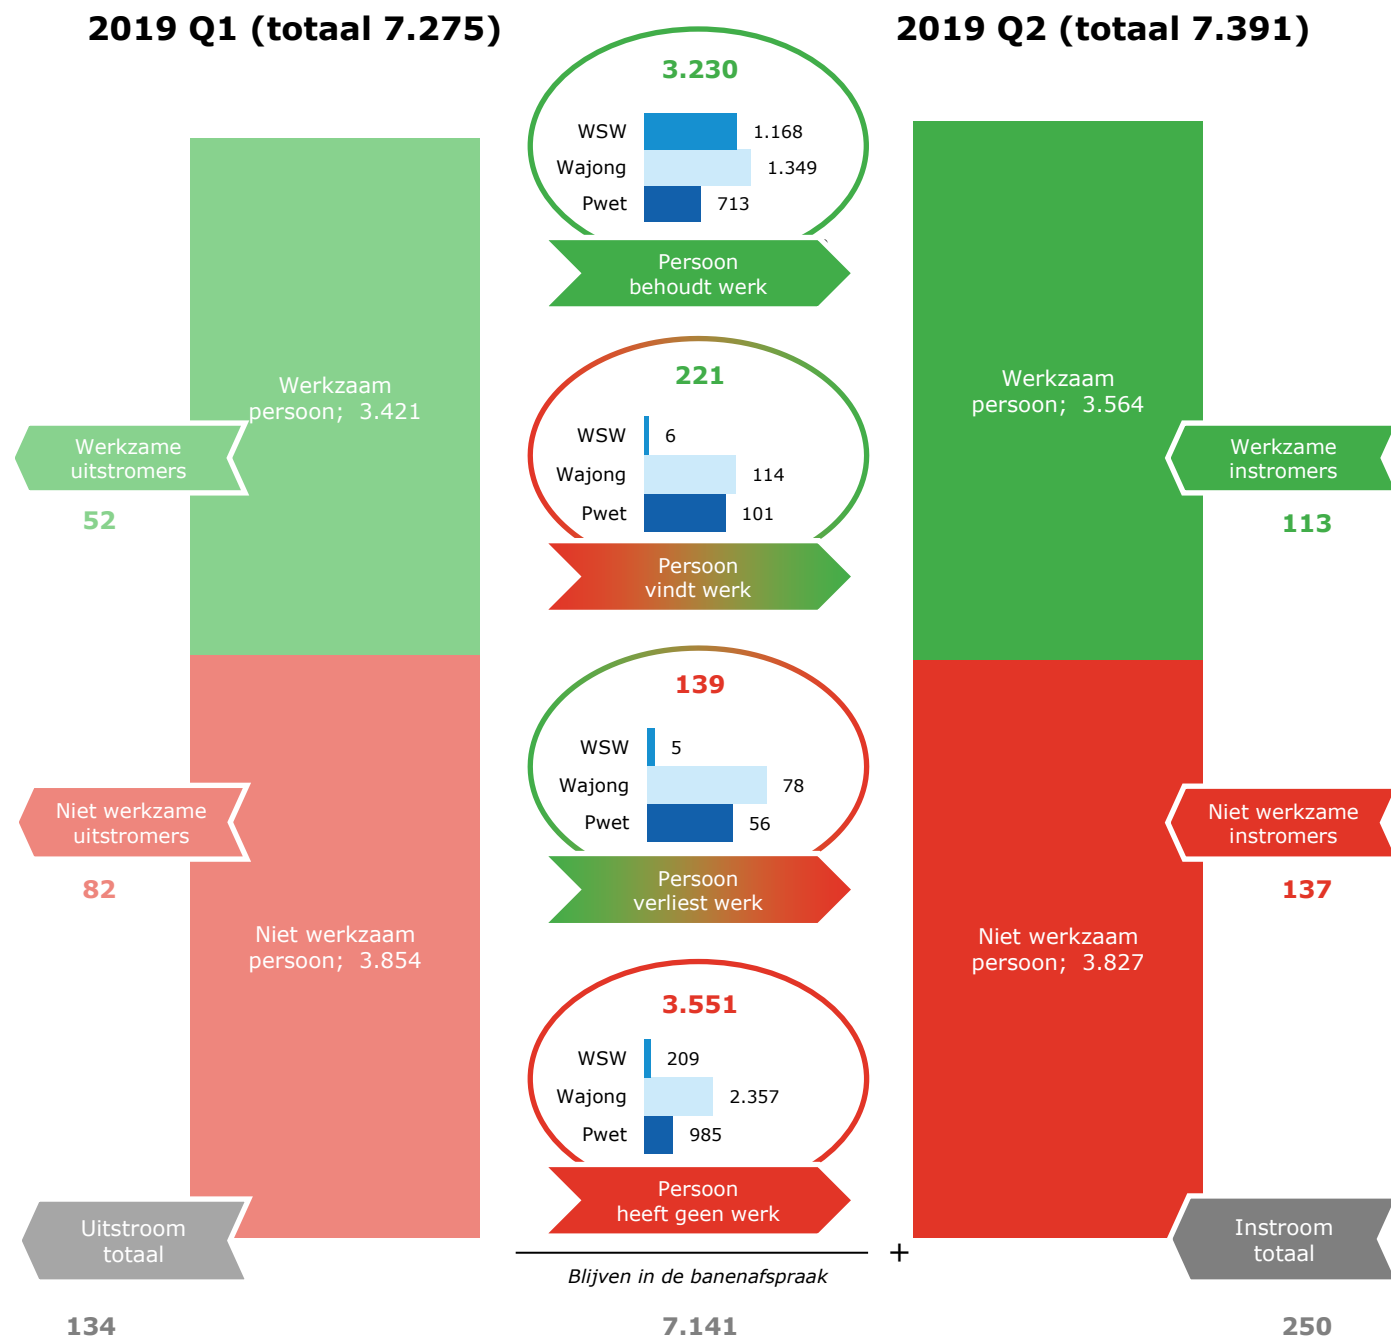 2019 Q1 (totaal 7.275)
2019 Q2 (totaal 7.391)
3.230
WSW 1.168
Wajong 1.349
Pwet 713
Persoon
behoudt werk
221
WSW 6
Wajong 114
Pwet 101
Persoon
vindt werk
139
WSW 5
Wajong 78
Pwet 56
Persoon
verliest werk
3.551
WSW 209
Wajong 2.357
Pwet 985
Persoon
heeft geen werk
Werkzaam
persoon; 3.421
Werkzame
uitstromers
52
Niet werkzame
uitstromers
82
Niet werkzaam
persoon; 3.854
Uitstroom
totaal
134
Werkzaam
persoon; 3.564
Werkzame
instromers
113
Niet werkzame
instromers
137
Niet werkzaam
persoon; 3.827
Instroom
totaal
250
+
Blijven in de banenafspraak
7.141